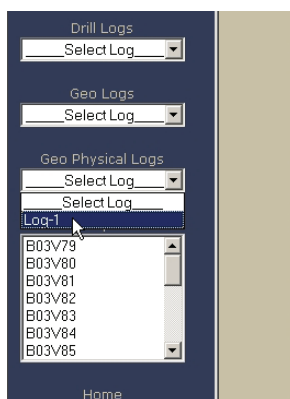 Drill Logs
____Select Log____
Geo Logs
____Select Log____
Geo Physical Logs
____Select Log____
____Select Log____
Log-1
B03V79
B03V80
B03V81
B03V82
B03V83
B03V84
B03V85
Home